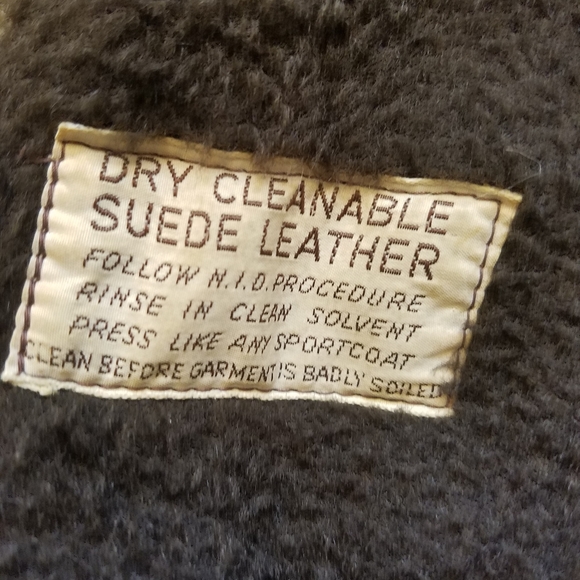 DRY CLEANABLE
SUEDE LEATHER
FOLLOW N.I.D. PROCEDURE
RINSE IN CLEAN SOLVENT
PRESS LIKE ANY SPORTCOAT
CLEAN BEFORE GARMENT IS BADLY SOILED